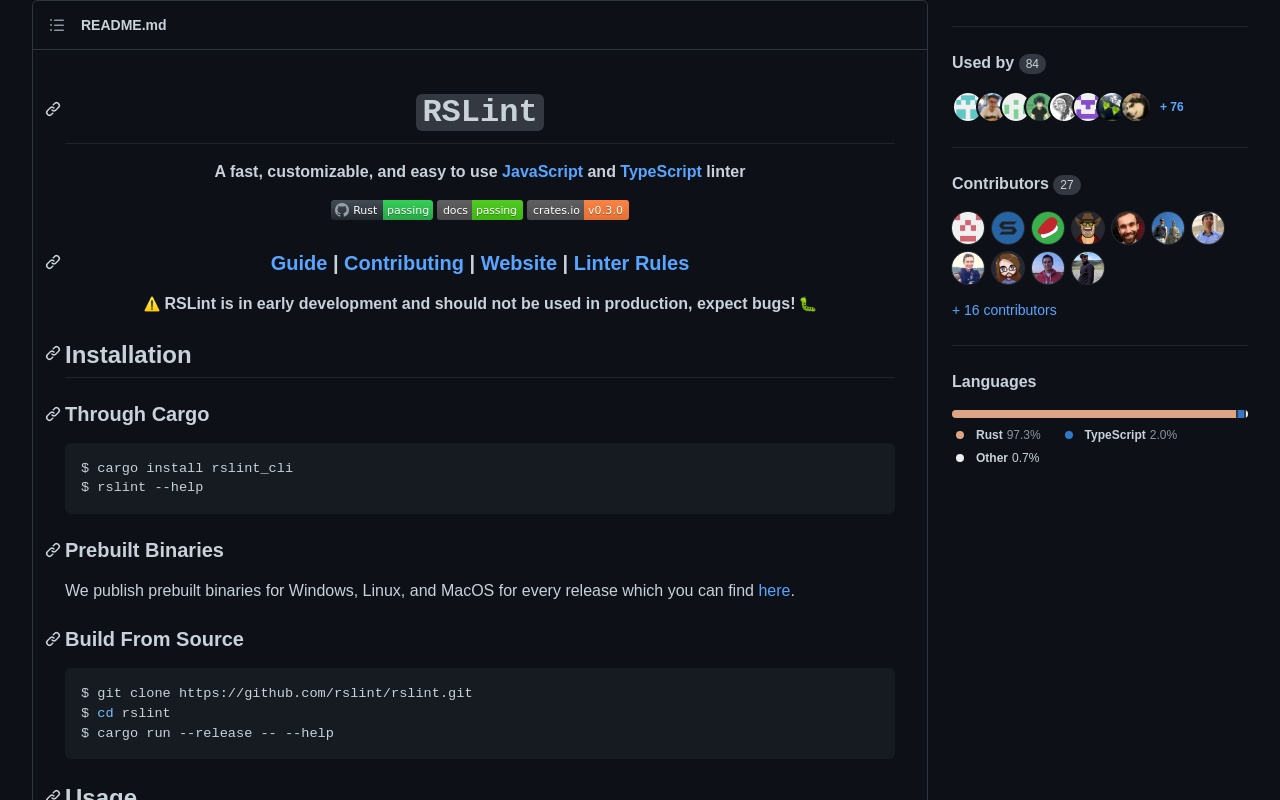 README.md
RSLint
A fast, customizable, and easy to use JavaScript and TypeScript linter
Rust passing docs passing crates.io v0.3.0
Guide | Contributing | Website | Linter Rules
⚠️ RSLint is in early development and should not be used in production, expect bugs! 🐛
Installation
Through Cargo
$ cargo install rslint_cli
$ rslint --help
Prebuilt Binaries
We publish prebuilt binaries for Windows, Linux, and MacOS for every release which you can find here.
Build From Source
$ git clone https://github.com/rslint/rslint.git
$ cd rslint
$ cargo run --release -- --help
Usage
Used by 84
+ 76
Contributors 27
+ 16 contributors
Languages
Rust 97.3% TypeScript 2.0%
Other 0.7%